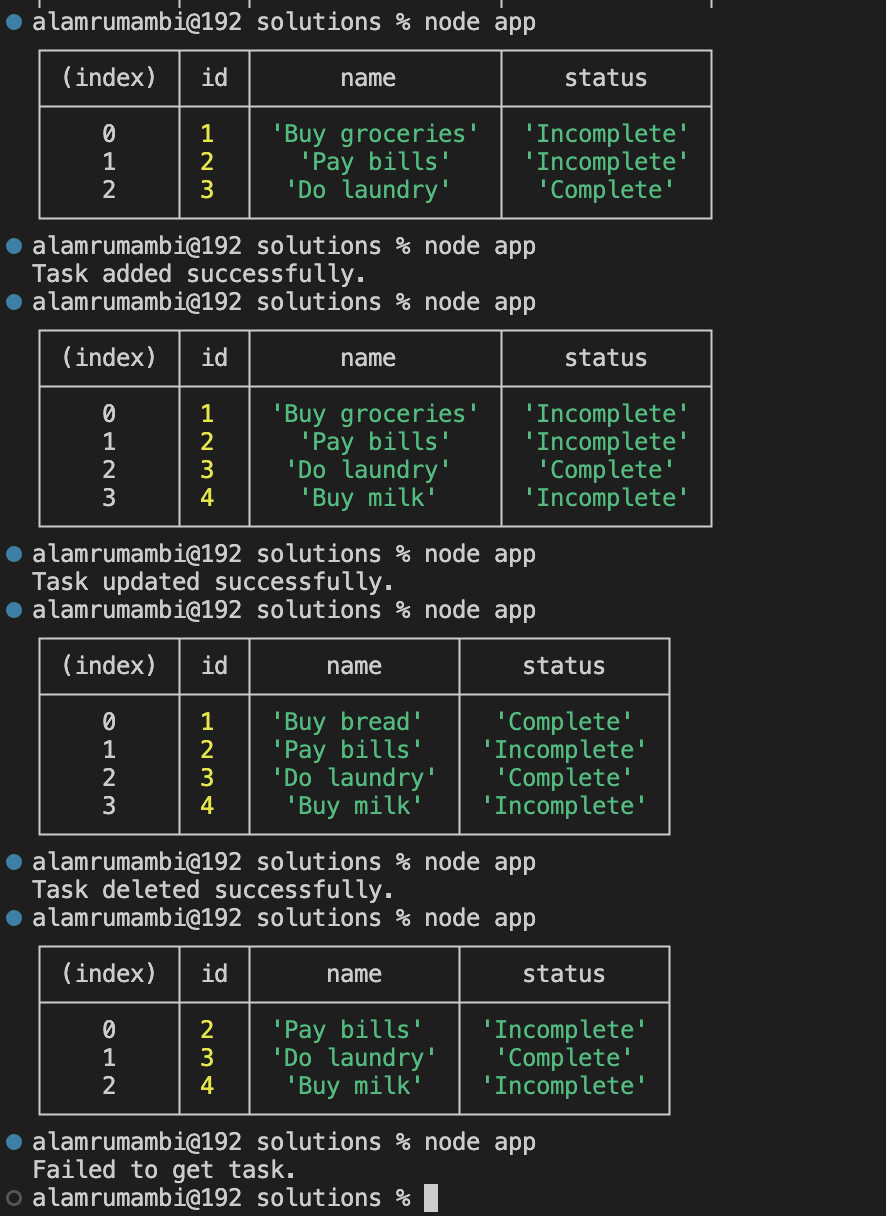 alamrumambi@192 solutions % node app
(index) id name status
0 1 'Buy groceries' 'Incomplete'
1 2 'Pay bills' 'Incomplete'
2 3 'Do laundry' 'Complete'
alamrumambi@192 solutions % node app
Task added successfully.
alamrumambi@192 solutions % node app
(index) id name status
0 1 'Buy groceries' 'Incomplete'
1 2 'Pay bills' 'Incomplete'
2 3 'Do laundry' 'Complete'
3 4 'Buy milk' 'Incomplete'
alamrumambi@192 solutions % node app
Task updated successfully.
alamrumambi@192 solutions % node app
(index) id name status
0 1 'Buy bread' 'Complete'
1 2 'Pay bills' 'Incomplete'
2 3 'Do laundry' 'Complete'
3 4 'Buy milk' 'Incomplete'
alamrumambi@192 solutions % node app
Task deleted successfully.
alamrumambi@192 solutions % node app
(index) id name status
0 2 'Pay bills' 'Incomplete'
1 3 'Do laundry' 'Complete'
2 4 'Buy milk' 'Incomplete'
alamrumambi@192 solutions % node app
Failed to get task.
alamrumambi@192 solutions %